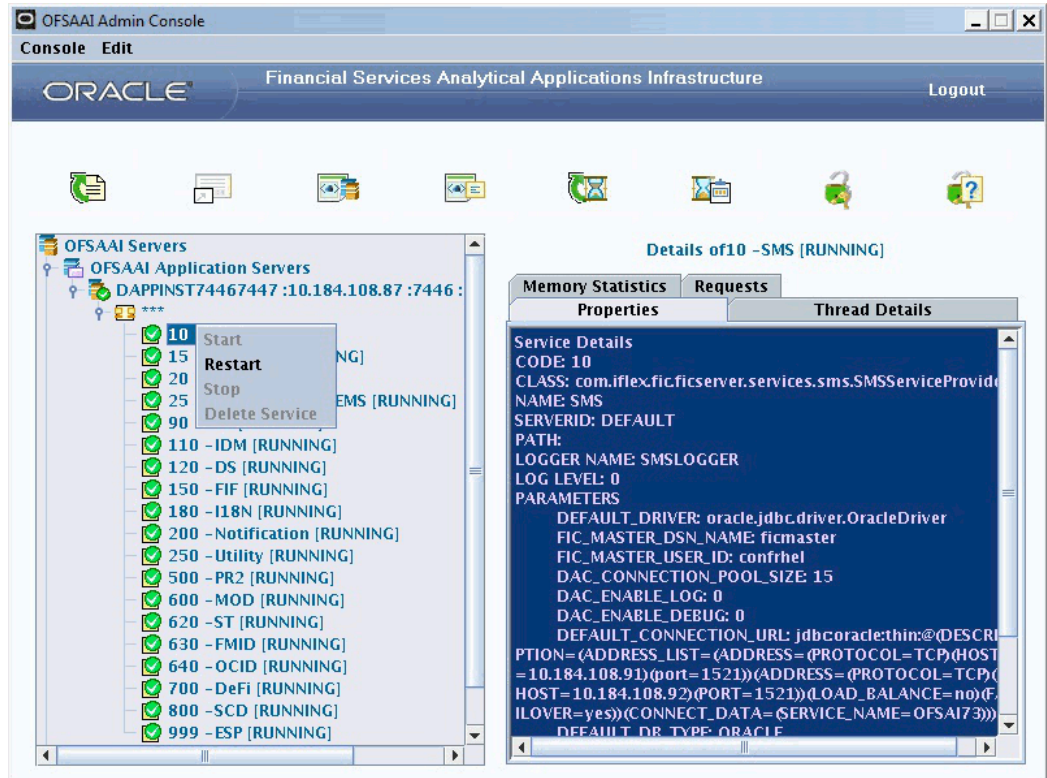 OFSAAI Admin Console
Console Edit
ORACLE Financial Services Analytical Applications Infrastructure
Logout
OFSAAI Servers
OFSAAI Application Servers
DAPPINST74467447 :10.184.108.87 :7446 :
***
10
15 NG]
20
25 EMS [RUNNING]
90
Start
Restart
Stop
Delete Service
110 -IDM [RUNNING]
120 -DS [RUNNING]
150 -FIF [RUNNING]
180 -I18N [RUNNING]
200 -Notification [RUNNING]
250 -Utility [RUNNING]
500 -PR2 [RUNNING]
600 -MOD [RUNNING]
620 -ST [RUNNING]
630 -FMID [RUNNING]
640 -OCID [RUNNING]
700 -DeFi [RUNNING]
800 -SCD [RUNNING]
999 -ESP [RUNNING]
Details of10 -SMS [RUNNING]
Memory Statistics Requests
Properties Thread Details
Service Details
CODE: 10
CLASS: com.iflex.fic.ficserver.services.sms.SMSServiceProvide
NAME: SMS
SERVERID: DEFAULT
PATH:
LOGGER NAME: SMSLOGGER
LOG LEVEL: 0
PARAMETERS
DEFAULT_DRIVER: oracle.jdbc.driver.OracleDriver
FIC_MASTER_DSN_NAME: ficmaster
FIC_MASTER_USER_ID: confrhel
DAC_CONNECTION_POOL_SIZE: 15
DAC_ENABLE_LOG: 0
DAC_ENABLE_DEBUG: 0
DEFAULT_CONNECTION_URL: jdbc:oracle:thin:@(DESCRI
PTION=(ADDRESS_LIST=(ADDRESS=(PROTOCOL=TCP)(HOST
=10.184.108.91)(port=1521))(ADDRESS=(PROTOCOL=TCP)(
HOST=10.184.108.92)(PORT=1521))(LOAD_BALANCE=no)(FA
ILOVER=yes))(CONNECT_DATA=(SERVICE_NAME=OFSAI73)))
DEFAULT_DB_TYPE: ORACLE